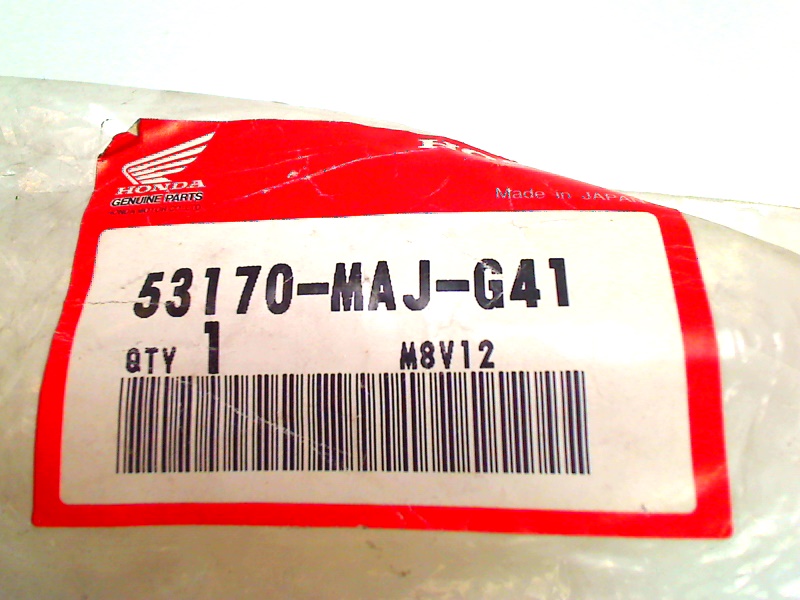 HONDA
GENUINE PARTS
Made in JAPAN
53170-MAJ-G41
QTY 1 M8V12